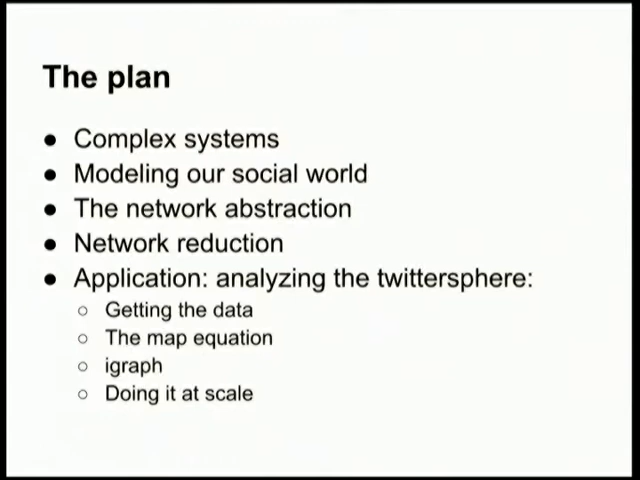 The plan
● Complex systems
● Modeling our social world
● The network abstraction
● Network reduction
● Application: analyzing the twittersphere:
○ Getting the data
○ The map equation
○ igraph
○ Doing it at scale